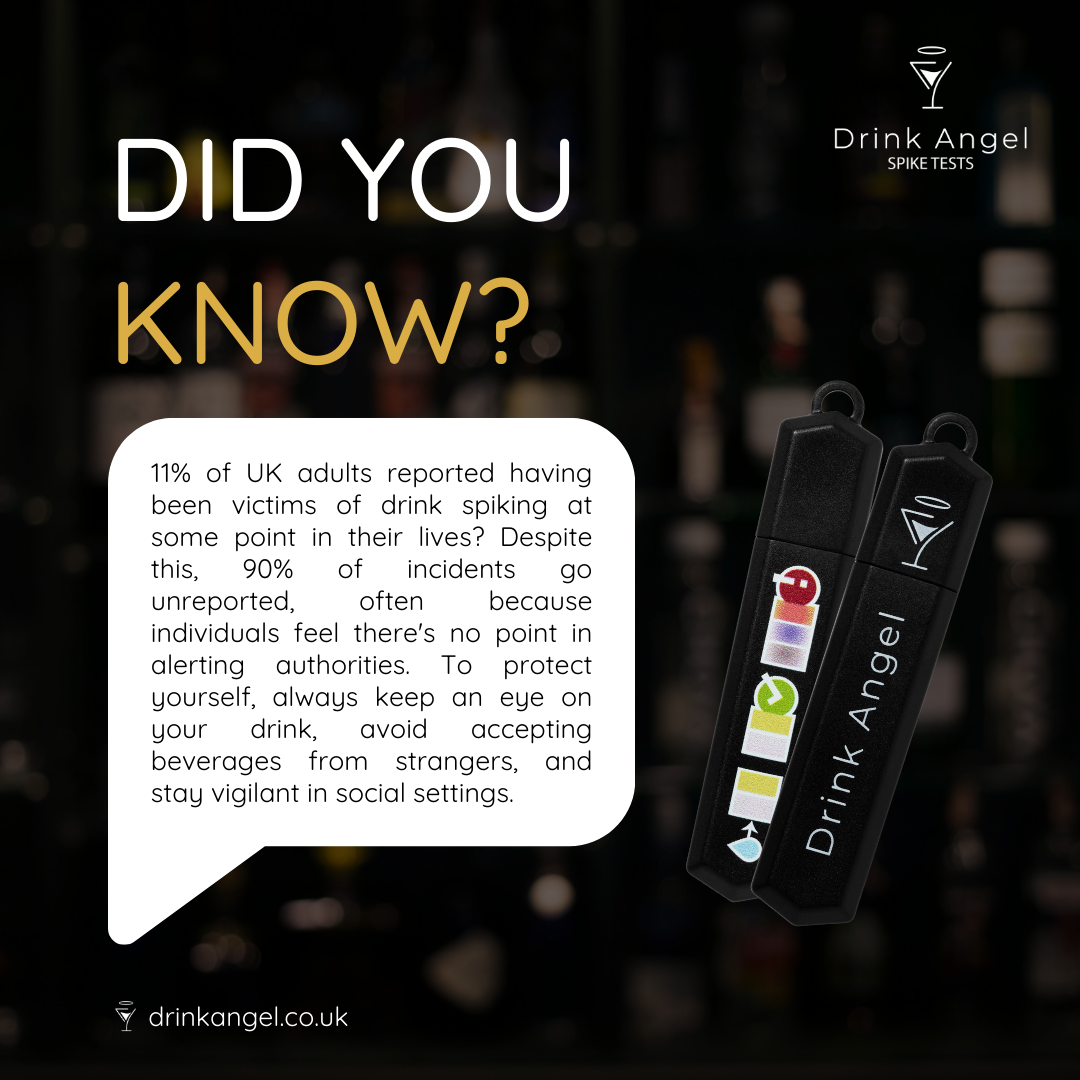 Drink Angel
SPIKE TESTS
DID YOU
KNOW?
11% of UK adults reported having
been victims of drink spiking at
some point in their lives? Despite
this, 90% of incidents go
unreported, often because
individuals feel there's no point in
alerting authorities. To protect
yourself, always keep an eye on
your drink, avoid accepting
beverages from strangers, and
stay vigilant in social settings.
Drink Angel
drinkangel.co.uk